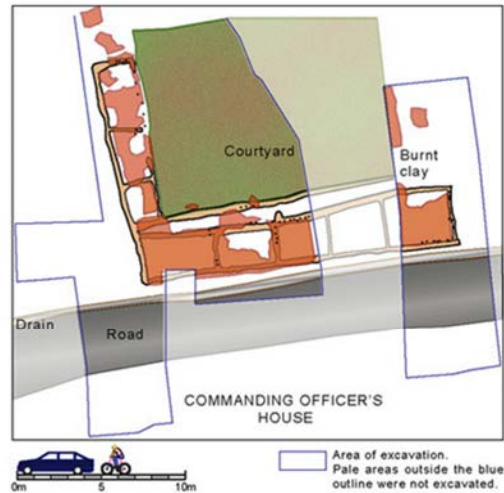 Courtyard
Burnt
clay
Drain
Road
COMMANDING OFFICER'S
HOUSE
0m 5 10m
Area of excavation.
Pale areas outside the blue
outline were not excavated.